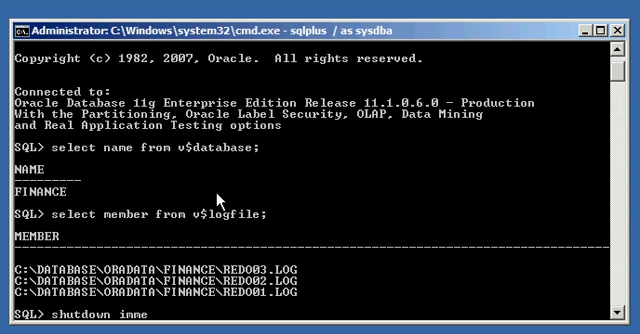 Administrator: C:\Windows\system32\cmd.exe - sqlplus / as sysdba
Copyright (c) 1982, 2007, Oracle. All rights reserved.
Connected to:
Oracle Database 11g Enterprise Edition Release 11.1.0.6.0 - Production
With the Partitioning, Oracle Label Security, OLAP, Data Mining
and Real Application Testing options
SQL> select name from v$database;
NAME
---------
FINANCE
SQL> select member from v$logfile;
MEMBER
--------------------------------------------------------------------------------
C:\DATABASE\ORADATA\FINANCE\REDO03.LOG
C:\DATABASE\ORADATA\FINANCE\REDO02.LOG
C:\DATABASE\ORADATA\FINANCE\REDO01.LOG
SQL> shutdown imme